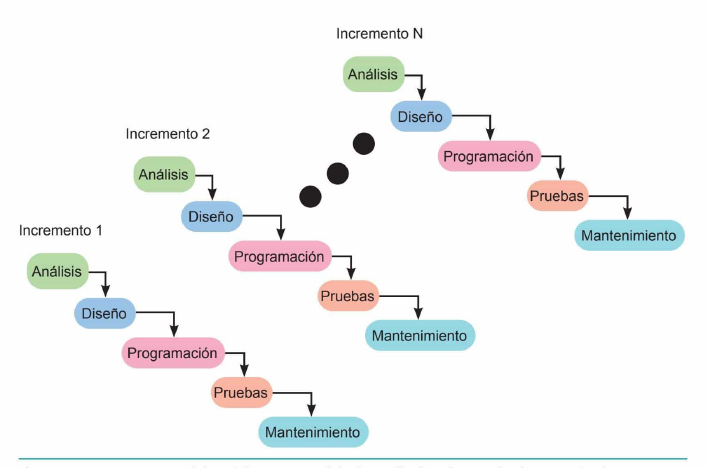 Incremento N
Análisis
Diseño
Programación
Pruebas
Mantenimiento
Incremento 2
Análisis
Diseño
Programación
Pruebas
Mantenimiento
Incremento 1
Análisis
Diseño
Programación
Pruebas
Mantenimiento